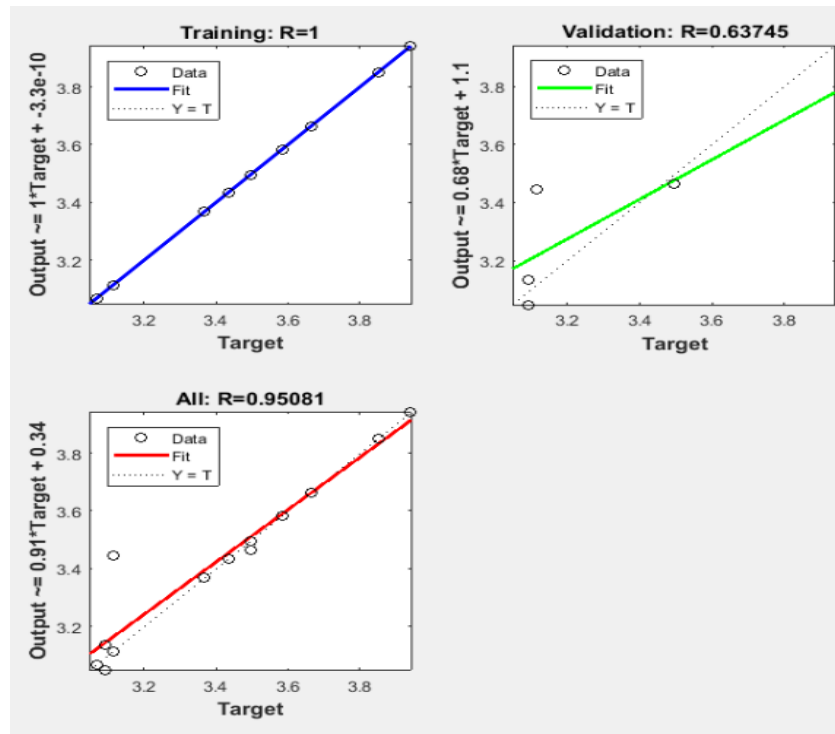 Training: R=1
Output ~= 1*Target + -3.3e-10
Data
Fit
Y = T
3.8
3.6
3.4
3.2
3.2
3.4
3.6
3.8
Target
Validation: R=0.63745
Output ~= 0.68*Target + 1.1
Data
Fit
Y = T
3.8
3.6
3.4
3.2
3.2
3.4
3.6
3.8
Target
All: R=0.95081
Output ~= 0.91*Target + 0.34
Data
Fit
Y = T
3.8
3.6
3.4
3.2
3.2
3.4
3.6
3.8
Target